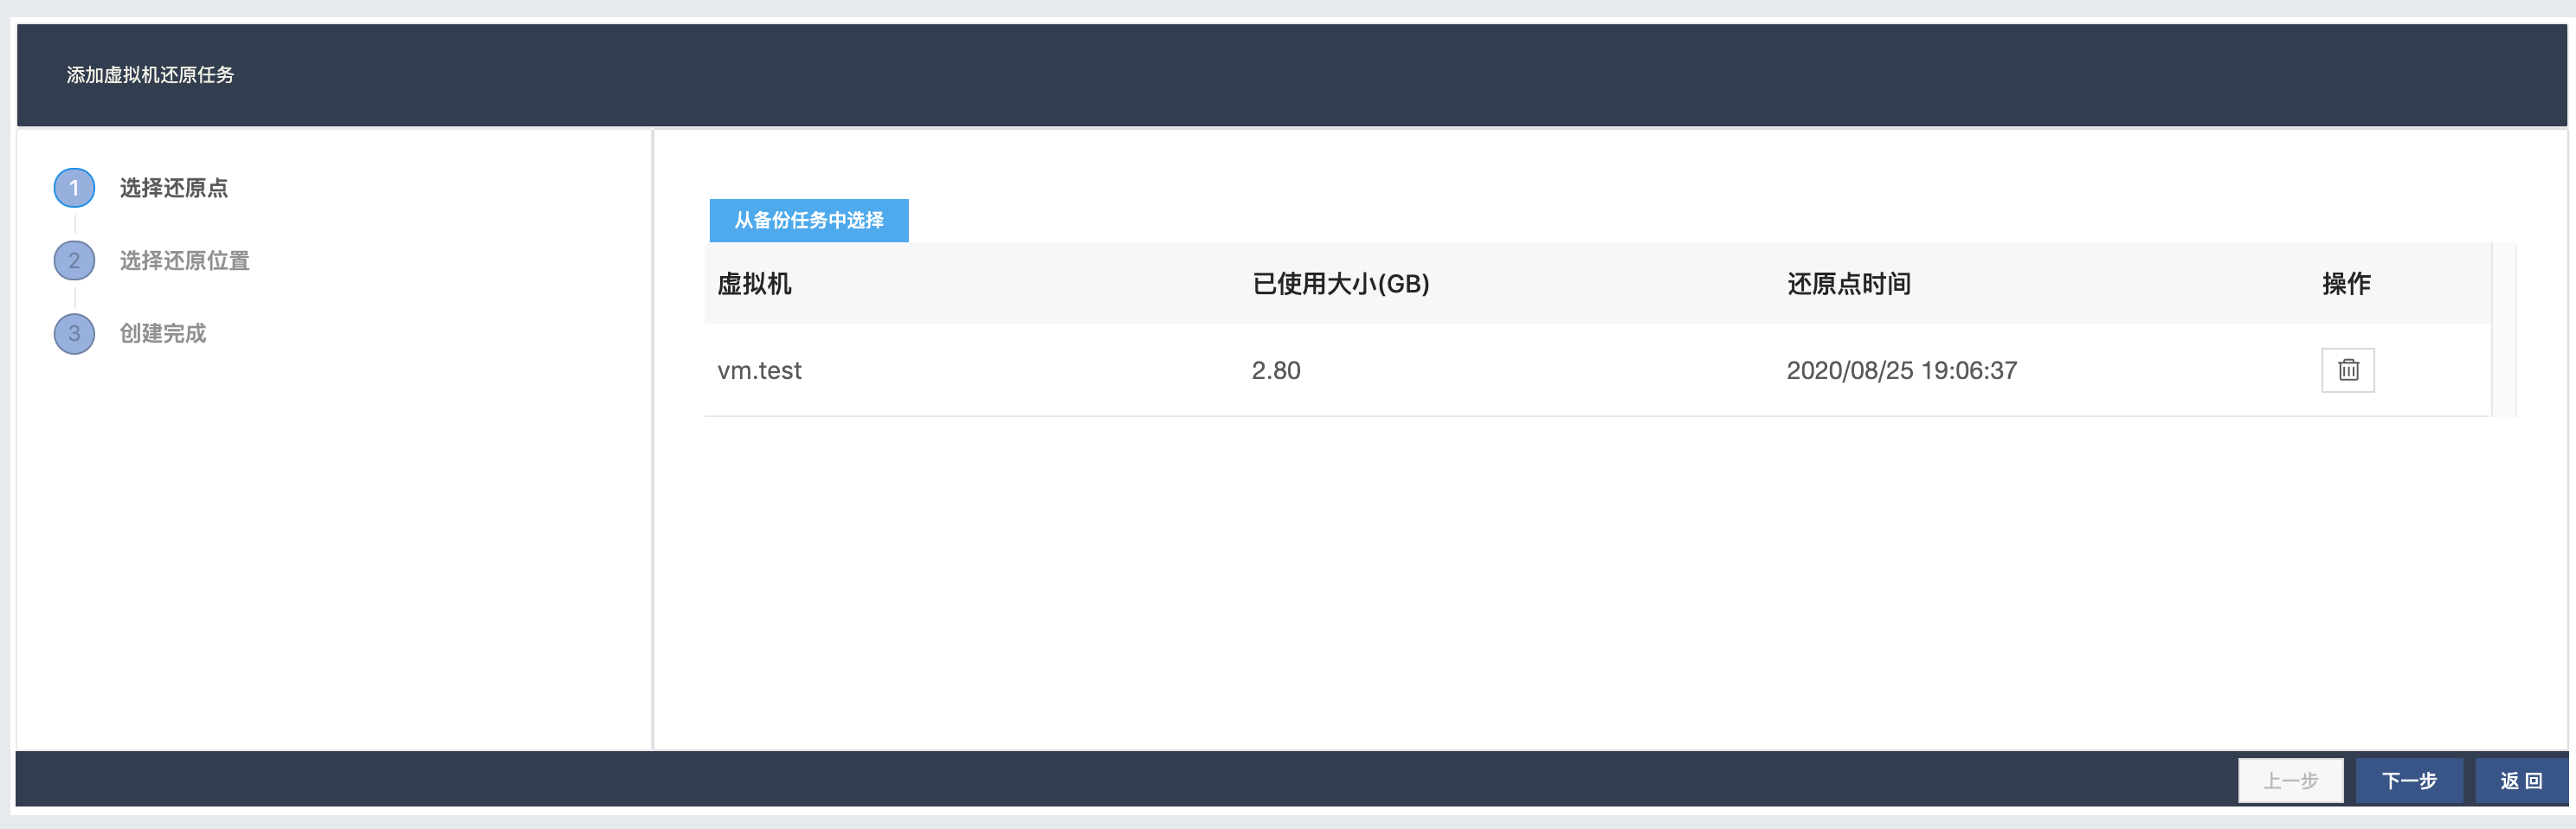 添加虚拟机还原任务
1 选择还原点
2 选择还原位置
3 创建完成
从备份任务中选择
虚拟机 已使用大小(GB) 还原点时间 操作
vm.test 2.80 2020/08/25 19:06:37
上一步 下一步 返 回